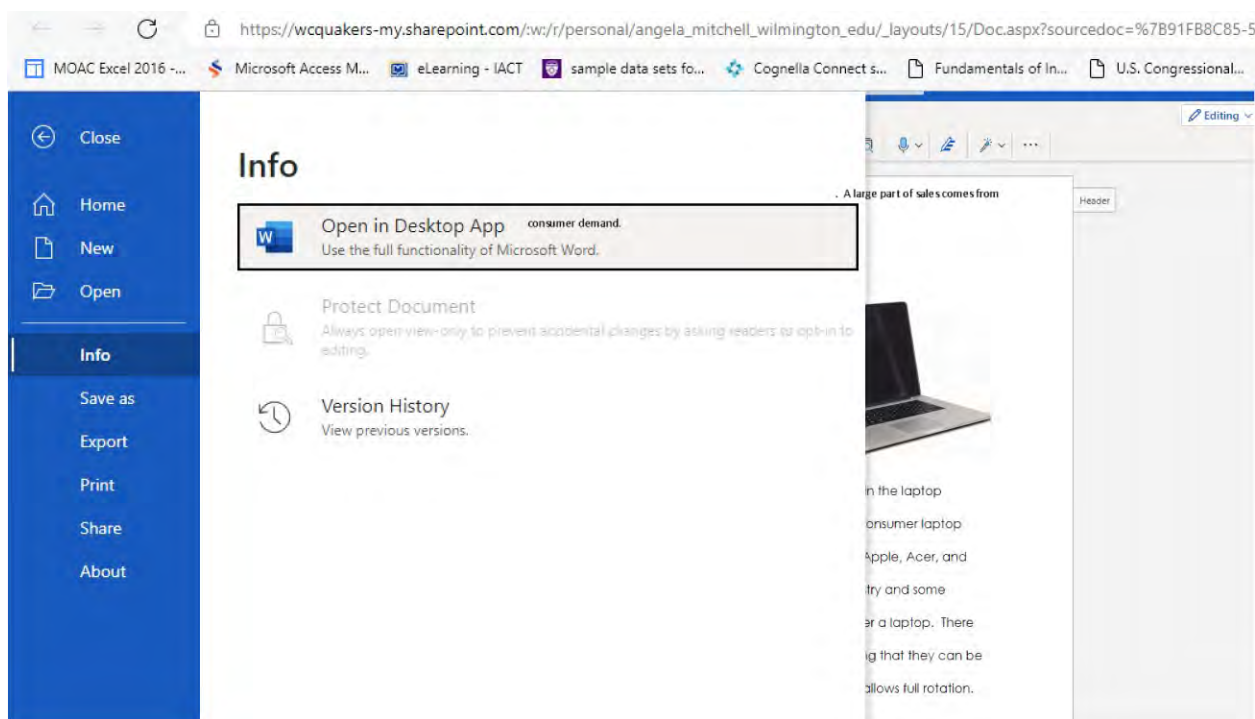 https://wcquakers-my.sharepoint.com/:w:/r/personal/angela_mitchell_wilmington_edu/_layouts/15/Doc.aspx?sourcedoc=%7B91FB8C85-5
MOAC Excel 2016 -...
Microsoft Access M...
eLearning - IACT
sample data sets fo...
Cognella Connect s...
Fundamentals of In...
U.S. Congressional...
Close
Home
New
Open
Info
Save as
Export
Print
Share
About
Info
Open in Desktop App consumer demand.
Use the full functionality of Microsoft Word.
Protect Document
Always open view-only to prevent accidental changes by asking readers to opt-in to
editing.
Version History
View previous versions.
Editing
. A large part of sales comes from
Header
in the laptop
onsumer laptop
Apple, Acer, and
try and some
er a laptop. There
g that they can be
allows full rotation.